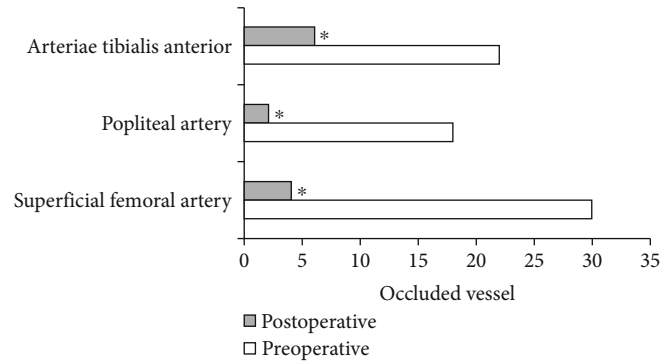 Arteriae tibialis anterior
*
Popliteal artery
*
Superficial femoral artery
*
0 5 10 15 20 25 30 35
Occluded vessel
Postoperative
Preoperative